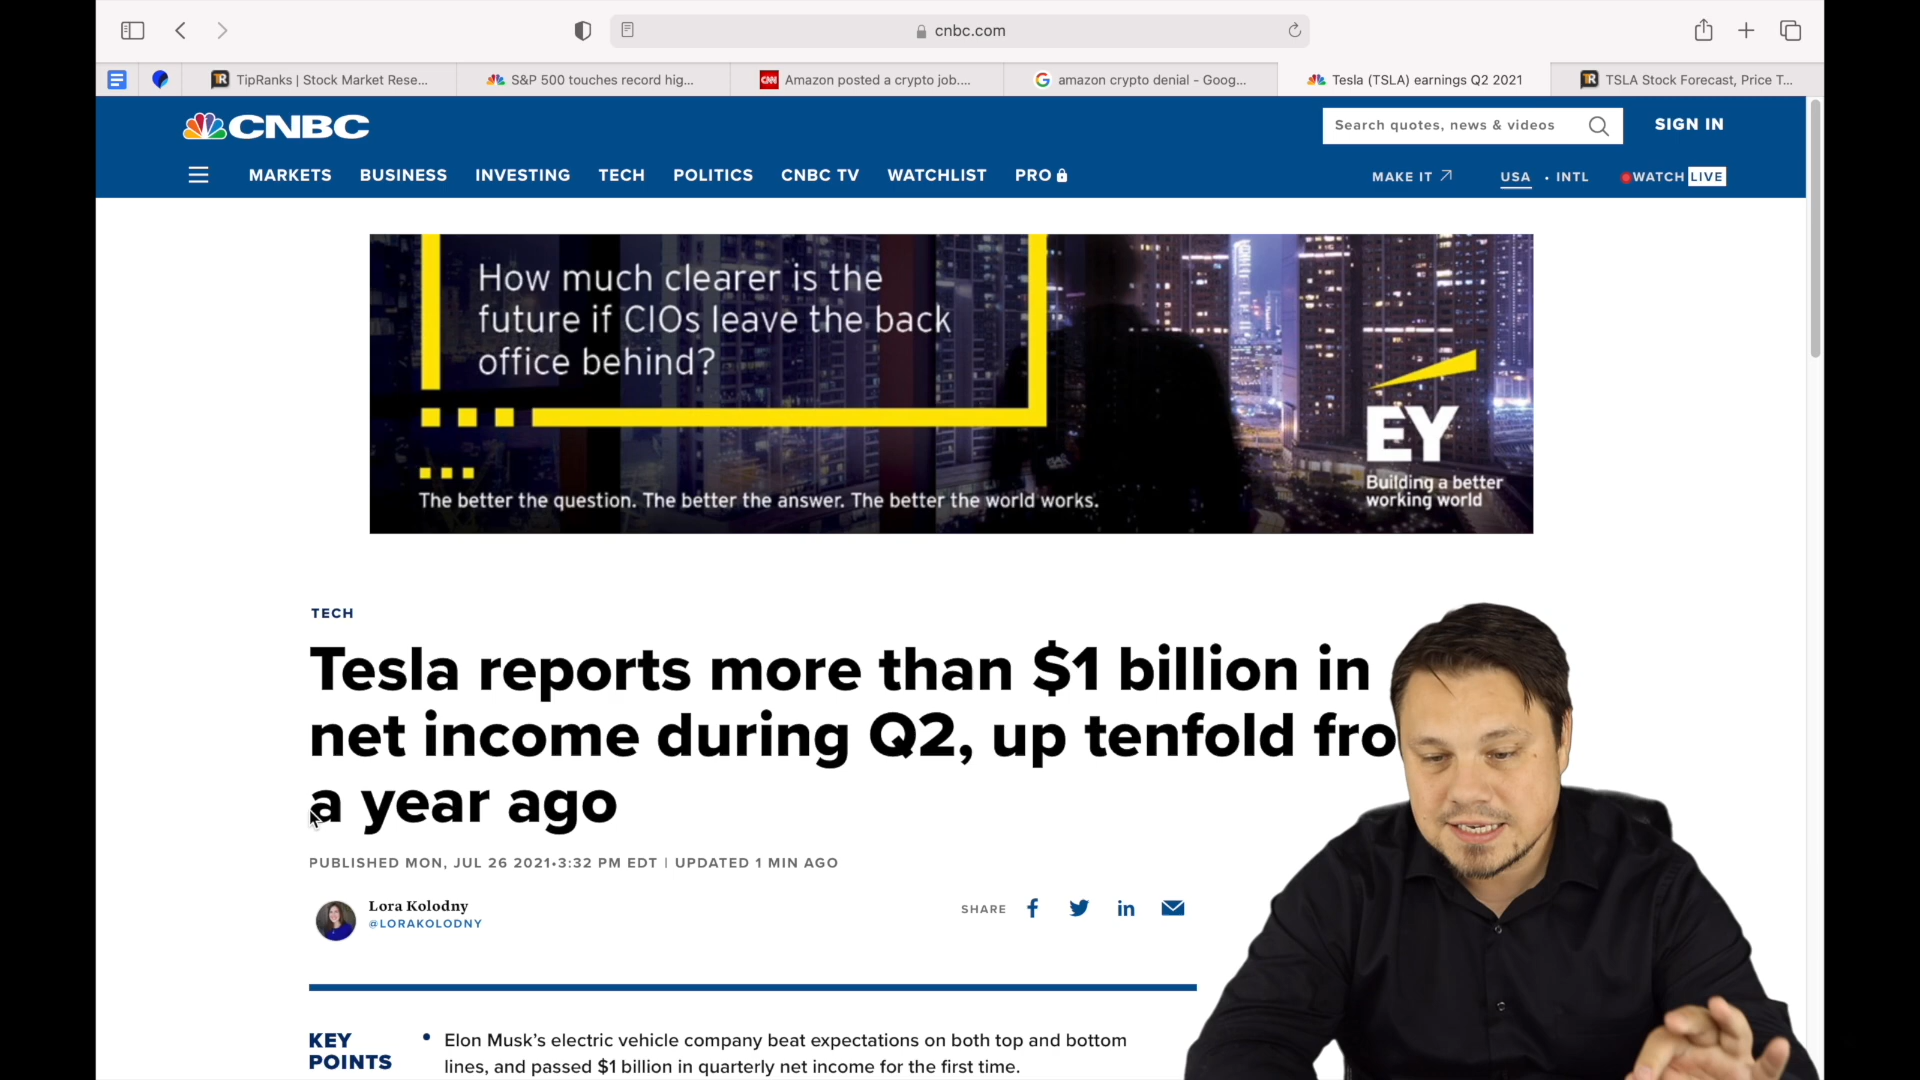 cnbc.com
TipRanks | Stock Market Rese...
S&P 500 touches record hig...
CNN
Amazon posted a crypto job....
amazon crypto denial - Goog...
Tesla (TSLA) earnings Q2 2021
TSLA Stock Forecast, Price T...
CNBC
Search quotes, news & videos
SIGN IN
MARKETS BUSINESS INVESTING TECH POLITICS CNBC TV WATCHLIST PRO
MAKE IT USA • INTL WATCH LIVE
How much clearer is the
future if CIOs leave the back
office behind?
The better the question. The better the answer. The better the world works.
EY
Building a better
working world
TECH
Tesla reports more than $1 billion in
net income during Q2, up tenfold fro
a year ago
PUBLISHED MON, JUL 26 2021•3:32 PM EDT | UPDATED 1 MIN AGO
Lora Kolodny
@LORAKOLODNY
SHARE
KEY
POINTS
• Elon Musk's electric vehicle company beat expectations on both top and bottom
lines, and passed $1 billion in quarterly net income for the first time.